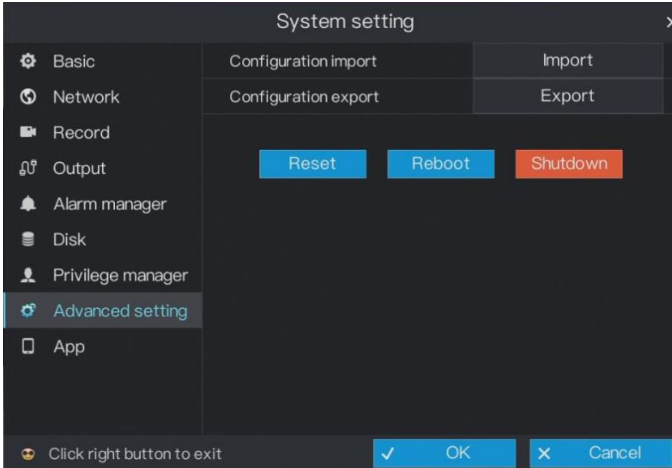 System setting
Basic
Network
Record
Output
Alarm manager
Disk
Privilege manager
Advanced setting
App
Configuration import
Import
Configuration export
Export
Reset
Reboot
Shutdown
Click right button to exit
OK
Cancel